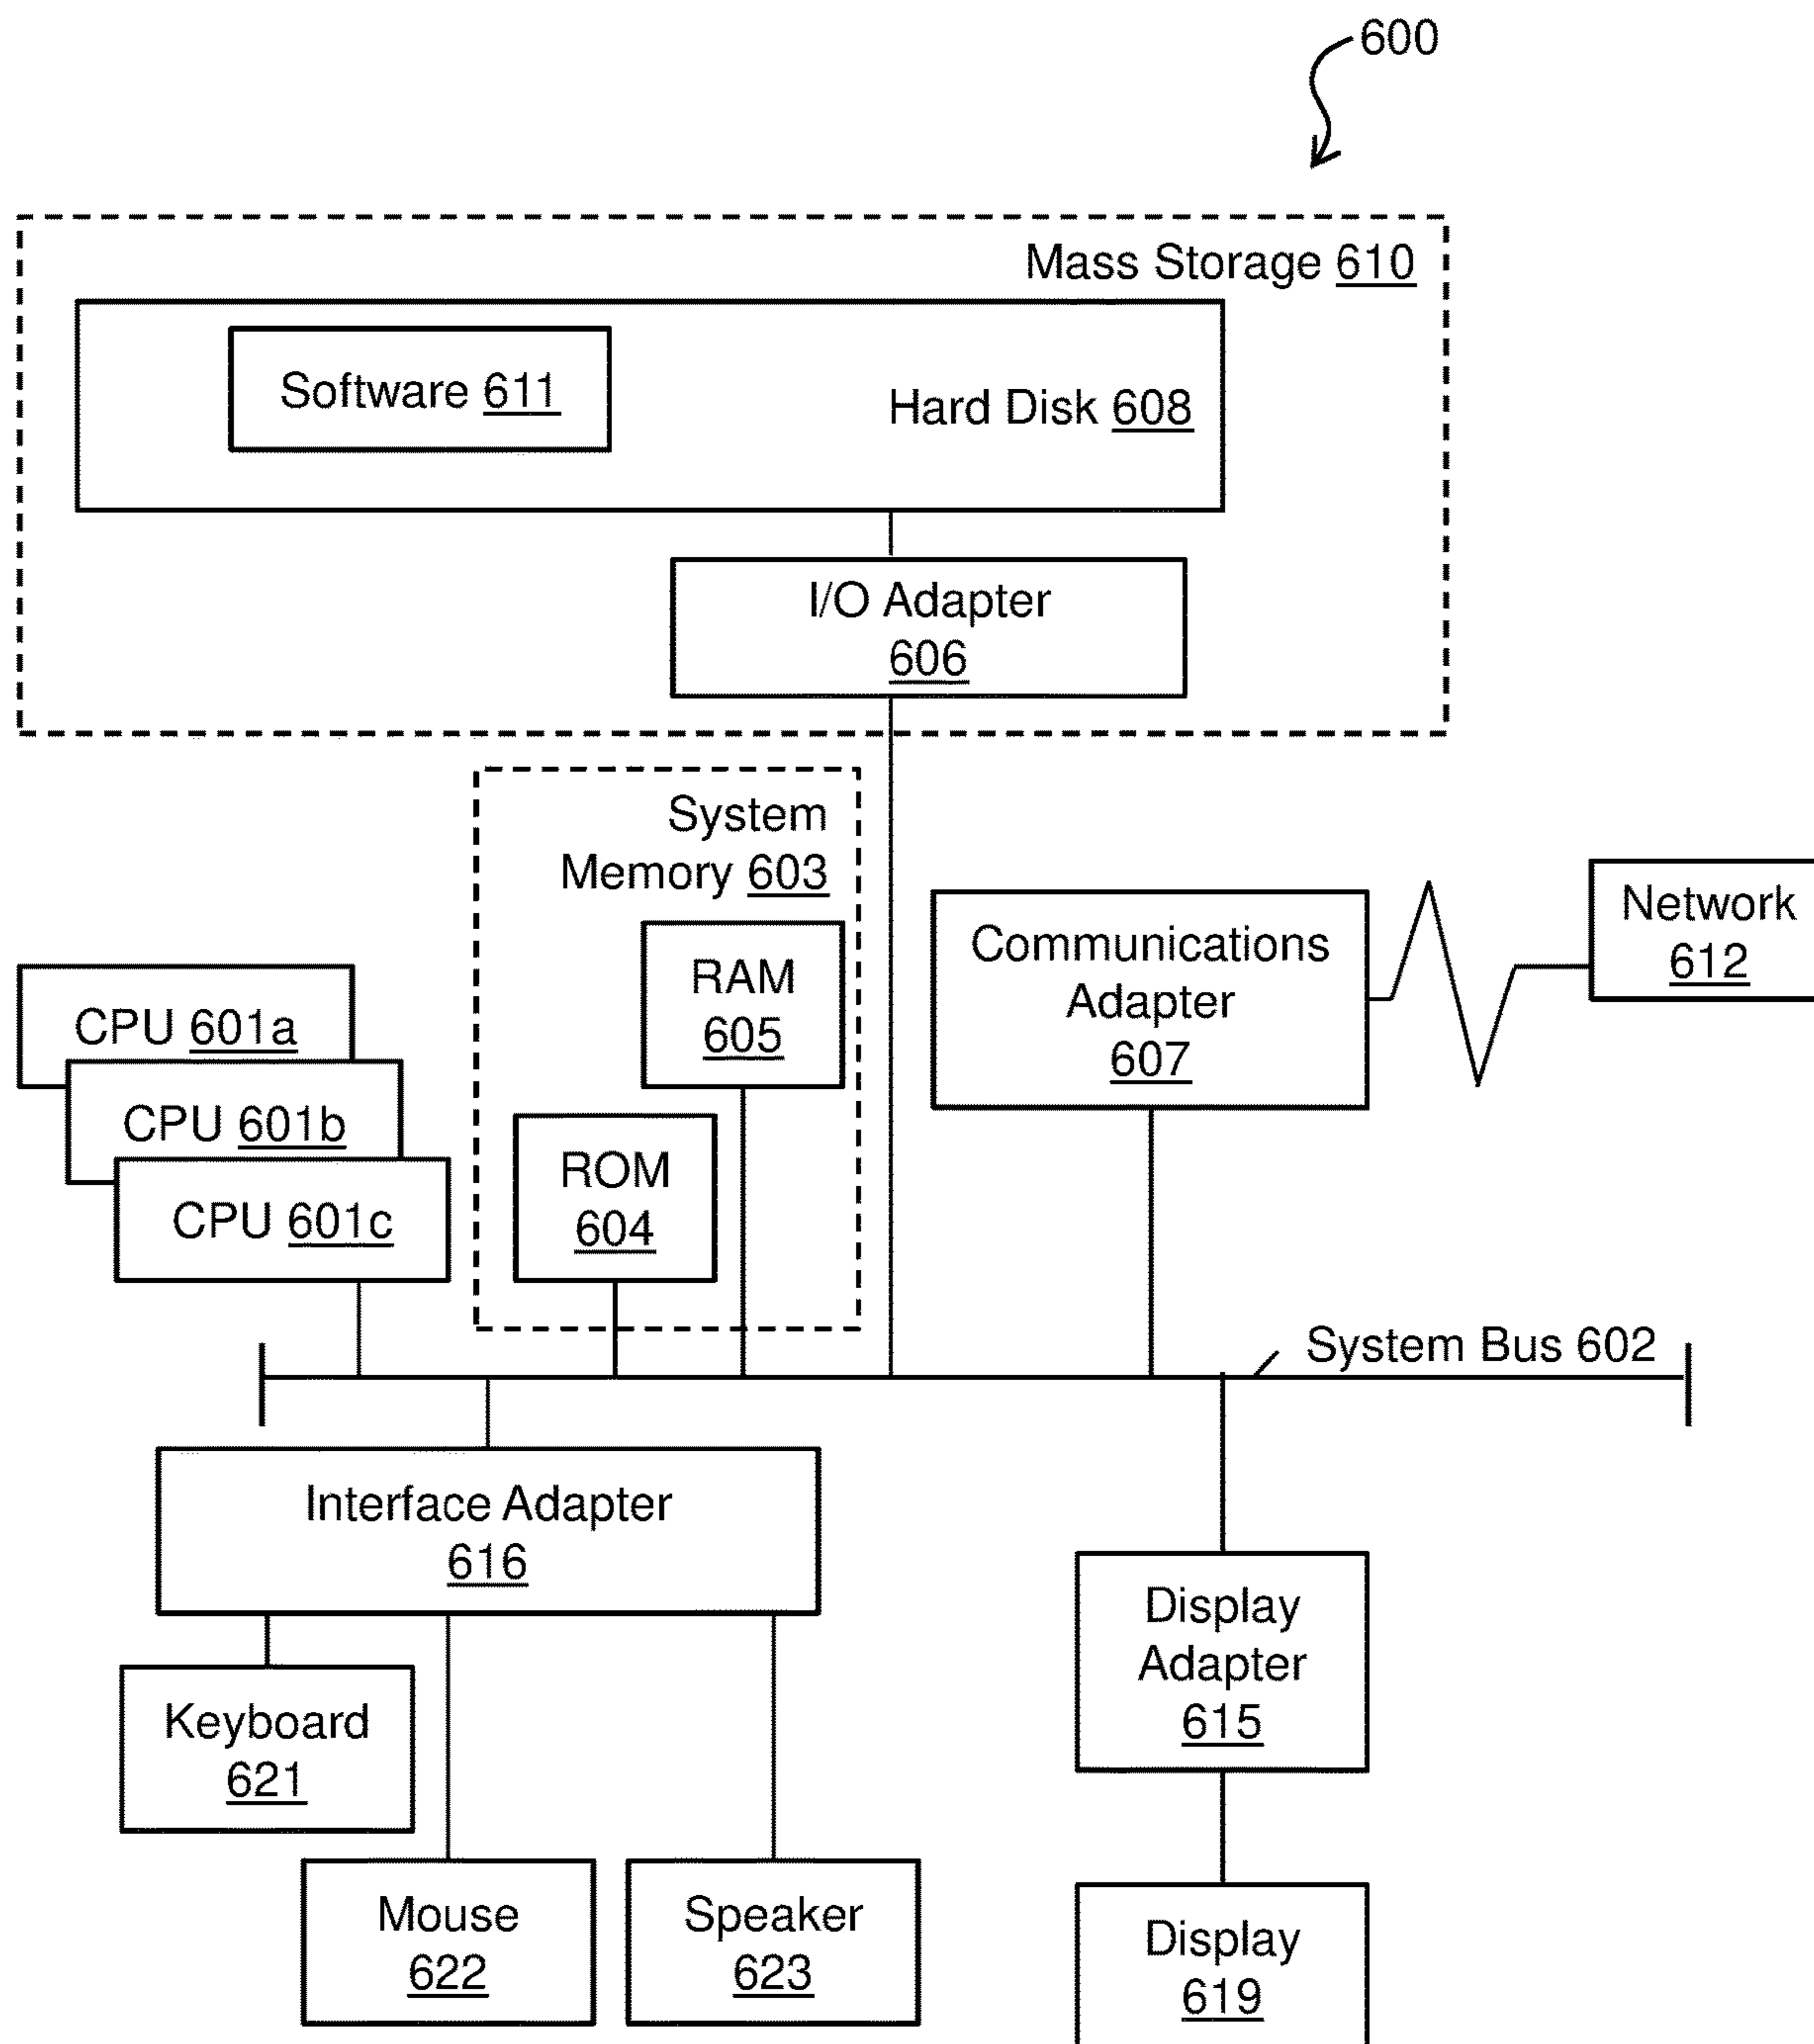 600
Mass Storage 610
Software 611
Hard Disk 608
I/O Adapter
606
System
Memory 603
RAM
605
ROM
604
Communications
Adapter
607
Network
612
CPU 601a
CPU 601b
CPU 601c
System Bus 602
Interface Adapter
616
Display
Adapter
615
Keyboard
621
Mouse
622
Speaker
623
Display
619